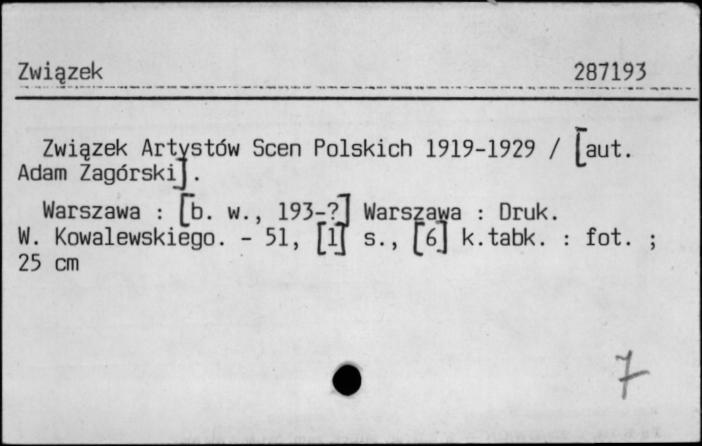 Związek 287193
Związek Artystów Scen Polskich 1919-1929 / [aut.
Adam Zagórski].
Warszawa : [b. w., 193-?] Warszawa : Druk.
W. Kowalewskiego. - 51, [1] s., [6] k.tabk. : fot. ;
25 cm
7